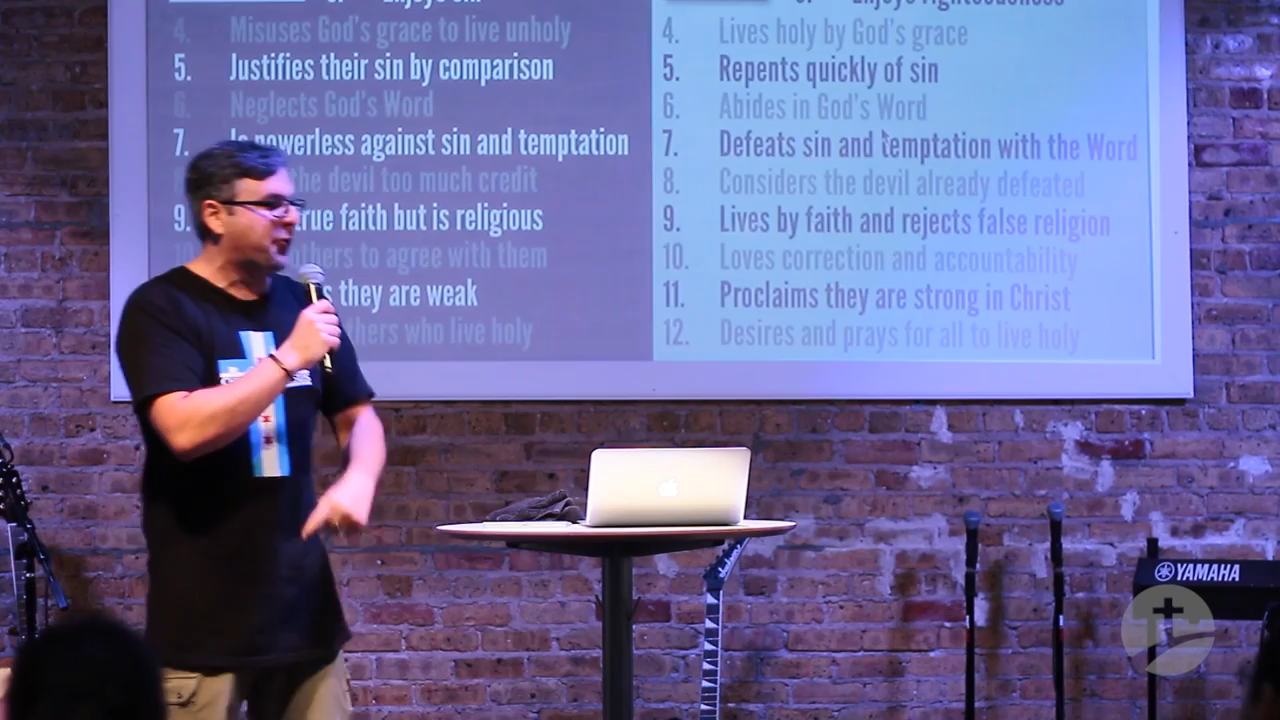 4. Misuses God's grace to live unholy
5. Justifies their sin by comparison
6. Neglects God's Word
7. Is powerless against sin and temptation
the devil too much credit
9. true faith but is religious
others to agree with them
they are weak
others who live holy
4. Lives holy by God's grace
5. Repents quickly of sin
6. Abides in God's Word
7. Defeats sin and temptation with the Word
8. Considers the devil already defeated
9. Lives by faith and rejects false religion
10. Loves correction and accountability
11. Proclaims they are strong in Christ
12. Desires and prays for all to live holy
YAMAHA